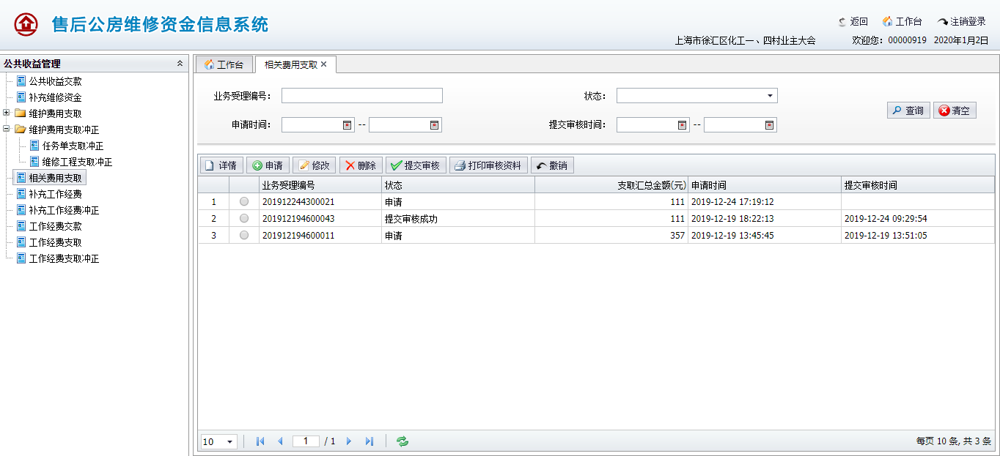 售后公房维修资金信息系统
返回 工作台 注销登录
上海市徐汇区化工一、四村业主大会 欢迎您：00000919 2020年1月2日
公共收益管理
公共收益交款
补充维修资金
维护费用支取
维护费用支取冲正
任务单支取冲正
维修工程支取冲正
相关费用支取
补充工作经费
补充工作经费冲正
工作经费交款
工作经费支取
工作经费支取冲正
工作台 相关费用支取
业务受理编号： 状态：
申请时间： -- 提交审核时间： --
查询 清空
详情 申请 修改 删除 提交审核 打印审核资料 撤销
业务受理编号 状态 支取汇总金额(元) 申请时间 提交审核时间
1 201912244300021 申请 111 2019-12-24 17:19:12
2 201912194600043 提交审核成功 111 2019-12-19 18:22:13 2019-12-24 09:29:54
3 201912194600011 申请 357 2019-12-19 13:45:45 2019-12-19 13:51:05
10 1 / 1 每页 10 条, 共 3 条